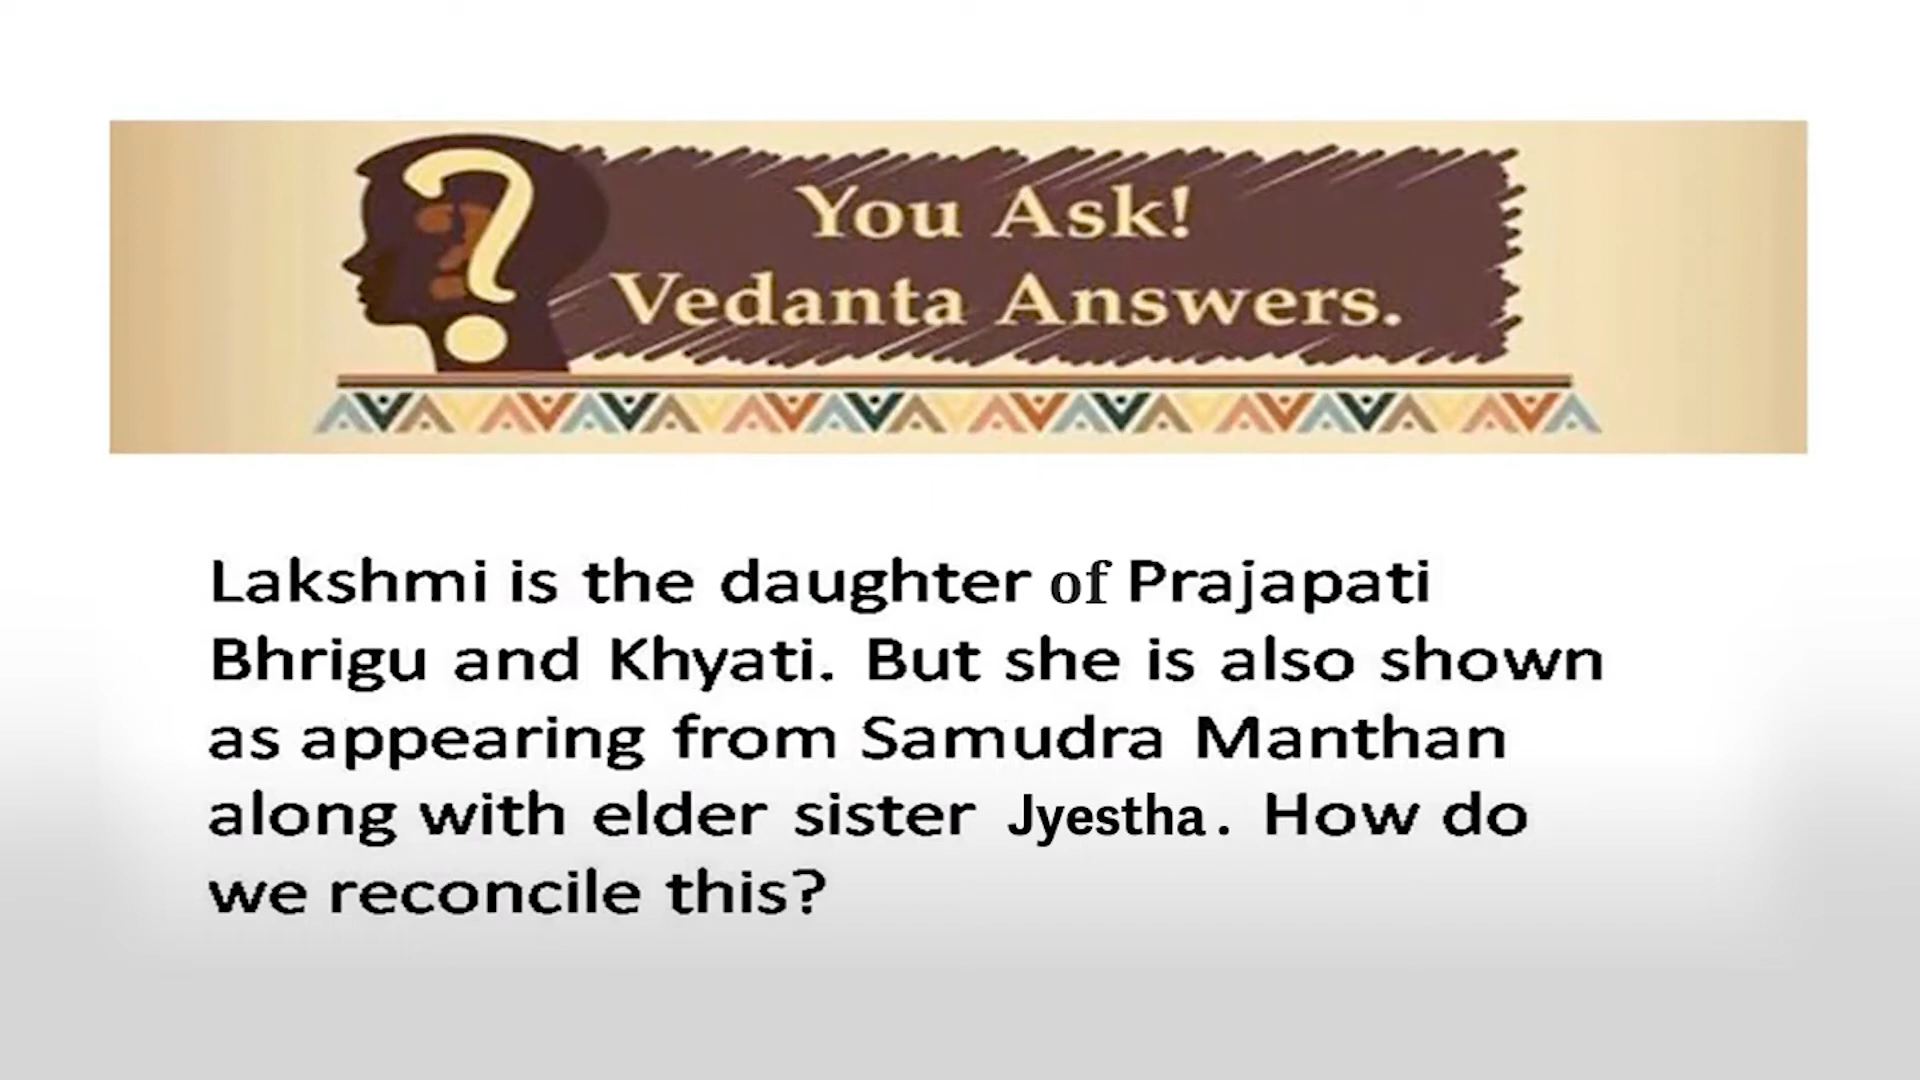 You Ask!
Vedanta Answers.
Lakshmi is the daughter of Prajapati
Bhrigu and Khyati. But she is also shown
as appearing from Samudra Manthan
along with elder sister Jyestha. How do
we reconcile this?